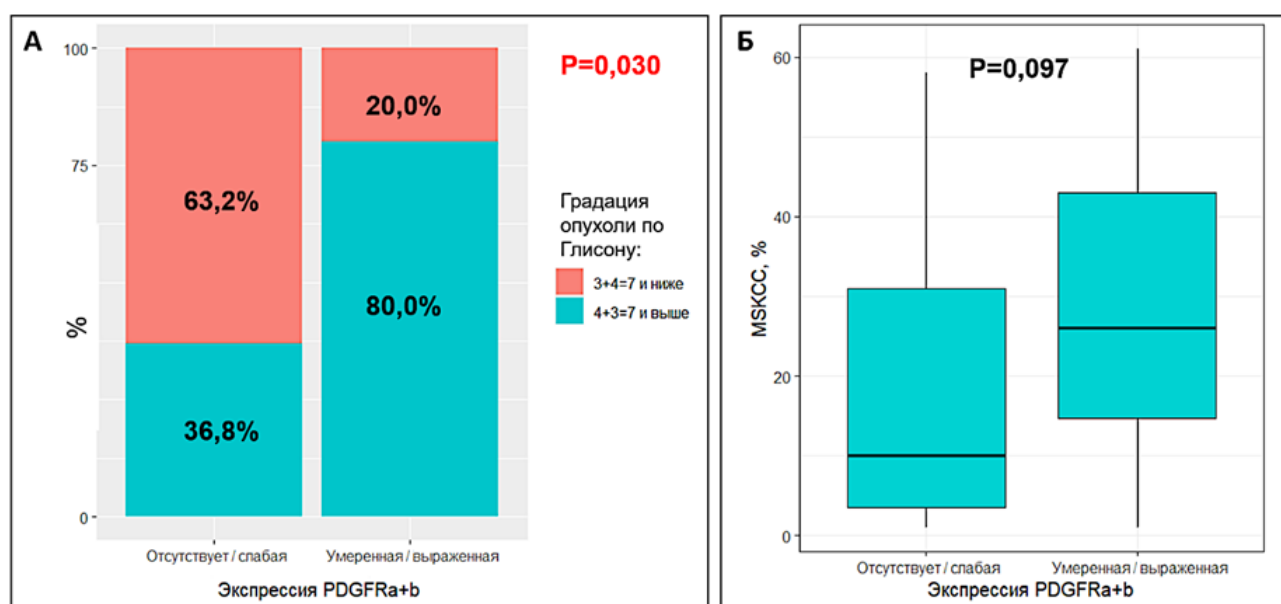 А
P=0,030
100
75
0
%
63,2%
36,8%
20,0%
80,0%
Градация
опухоли по
Глисону:
3+4=7 и ниже
4+3=7 и выше
Отсутствует / слабая
Умеренная / выраженная
Экспрессия PDGFRa+b
Б
P=0,097
60
40
20
0
MSKCC, %
Отсутствует / слабая
Умеренная / выраженная
Экспрессия PDGFRa+b